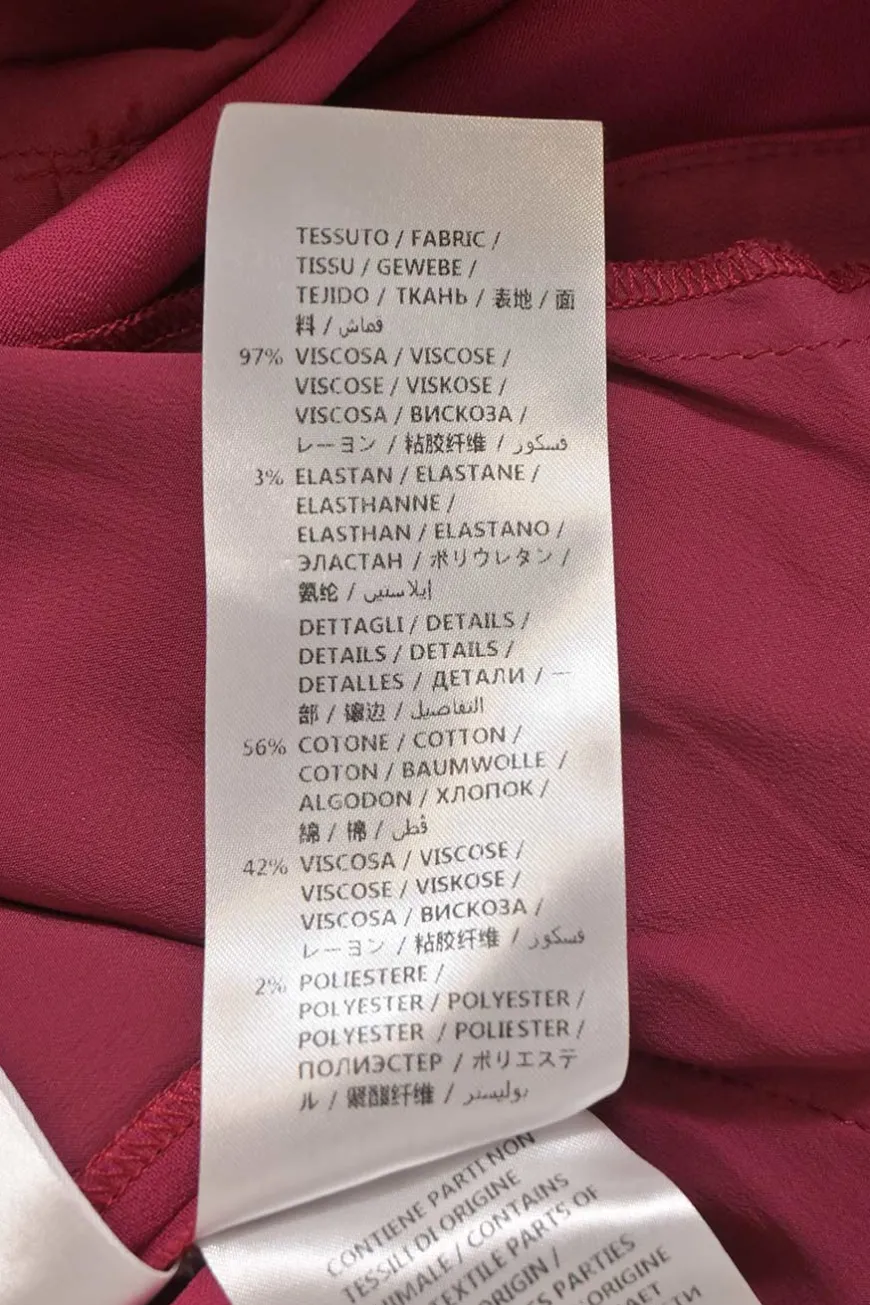 TESSUTO / FABRIC /
TISSU / GEWEBE /
TEJIDO / ТКАНЬ / 表地 / 面
料 / قماش
97% VISCOSA / VISCOSE /
VISCOSE / VISKOSE /
VISCOSA / ВИСКОЗА /
レーヨン / 粘胶纤维 / فسكور
3% ELASTAN / ELASTANE /
ELASTHANNE /
ELASTHAN / ELASTANO /
ЭЛАСТАН / ポリウレタン /
氨纶 / إيلاستين
DETTAGLI / DETAILS /
DETAILS / DETAILS /
DETALLES / ДЕТАЛИ / 一
部 / 镶边 / التفاصيل
56% COTONE / COTTON /
COTON / BAUMWOLLE /
ALGODON / ХЛОПОК /
綿 / 棉 / قطن
42% VISCOSA / VISCOSE /
VISCOSE / VISKOSE /
VISCOSA / ВИСКОЗА /
レーヨン / 粘胶纤维 / فسكور
2% POLIESTERE /
POLYESTER / POLYESTER /
POLYESTER / POLIESTER /
ПОЛИЭСТЕР / ポリエステ
ル / 聚酯纤维 / بوليستر
CONTIENE PARTI NON
TESSILI DI ORIGINE
/ CONTAINS
PARTS OF
ORIGIN /
PARTIES